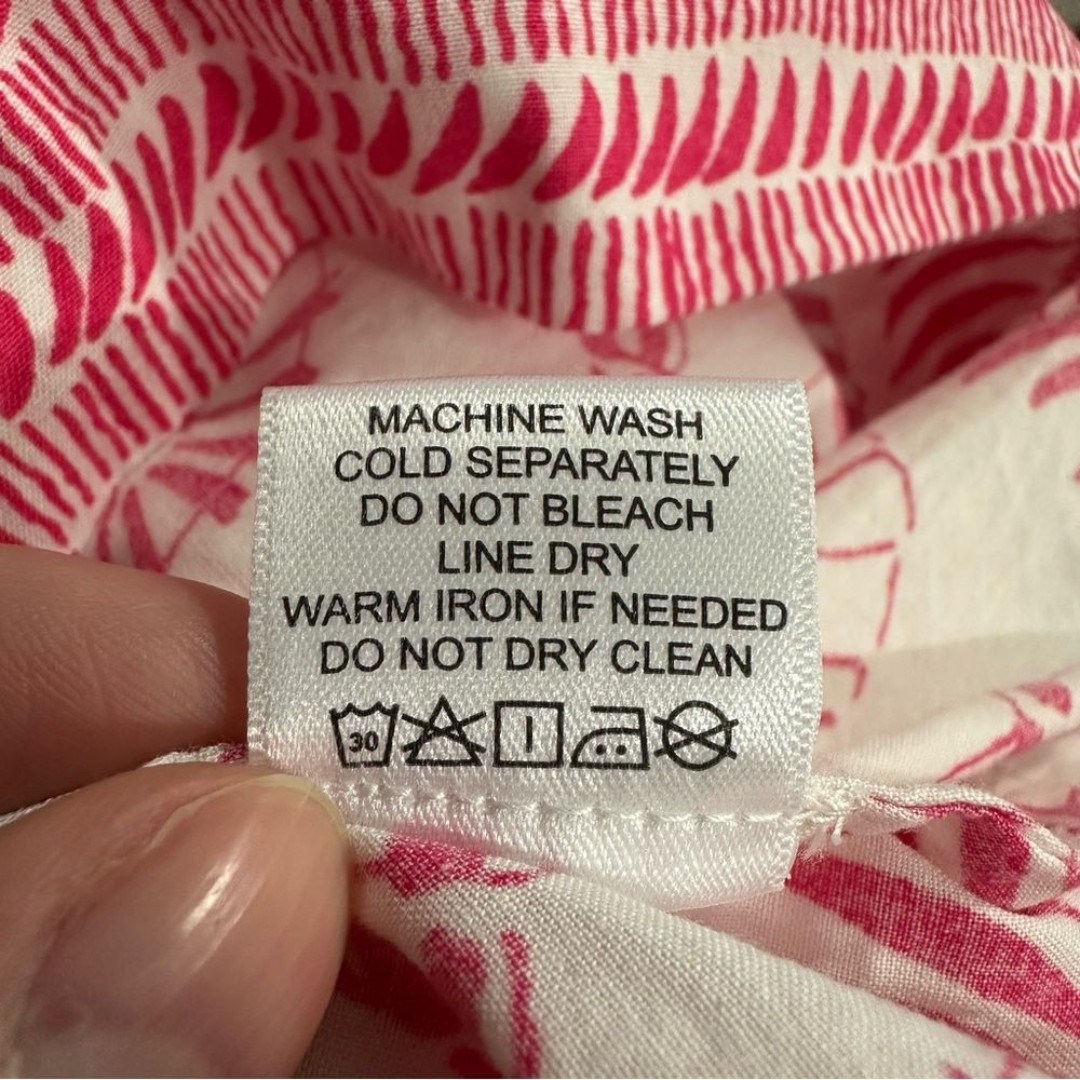 MACHINE WASH
COLD SEPARATELY
DO NOT BLEACH
LINE DRY
WARM IRON IF NEEDED
DO NOT DRY CLEAN
30